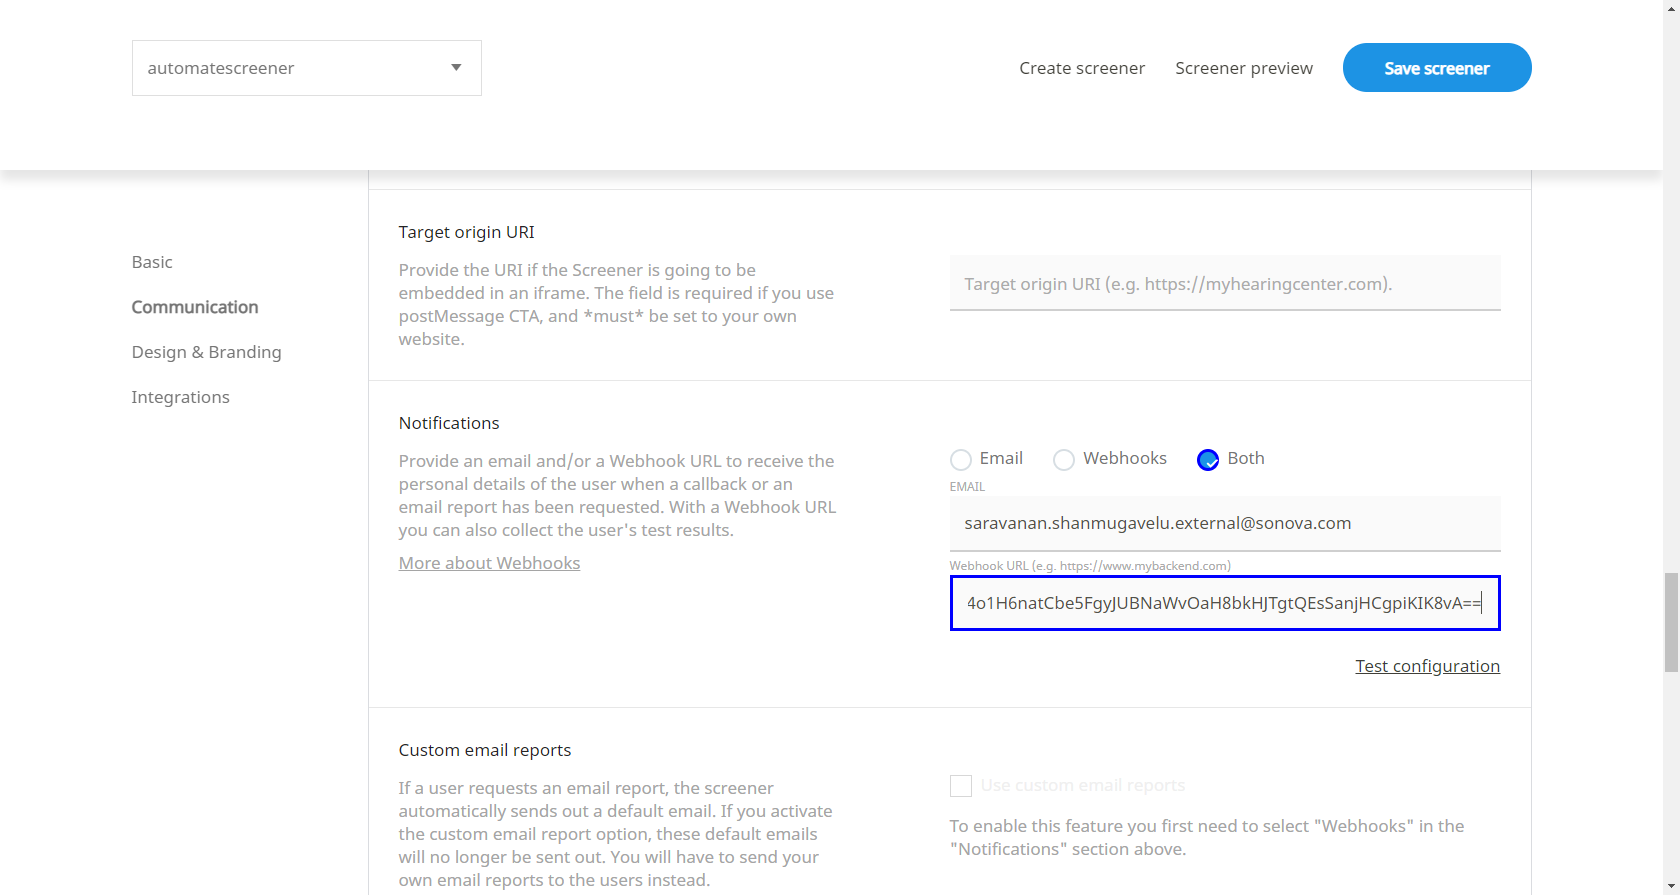 automatescreener
Create screener
Screener preview
Save screener
Basic
Communication
Design & Branding
Integrations
Target origin URI
Provide the URI if the Screener is going to be
embedded in an iframe. The field is required if you use
postMessage CTA, and *must* be set to your own
website.
Target origin URI (e.g. https://myhearingcenter.com).
Notifications
Provide an email and/or a Webhook URL to receive the
personal details of the user when a callback or an
email report has been requested. With a Webhook URL
you can also collect the user's test results.
More about Webhooks
Email
Webhooks
Both
EMAIL
saravanan.shanmugavelu.external@sonova.com
Webhook URL (e.g. https://www.mybackend.com)
4o1H6natCbe5FgyJUBNaWvOaH8bkHJTgtQEsSanjHCgpiKIK8vA==
Test configuration
Custom email reports
If a user requests an email report, the screener
automatically sends out a default email. If you activate
the custom email report option, these default emails
will no longer be sent out. You will have to send your
own email reports to the users instead.
Use custom email reports
To enable this feature you first need to select "Webhooks" in the
"Notifications" section above.